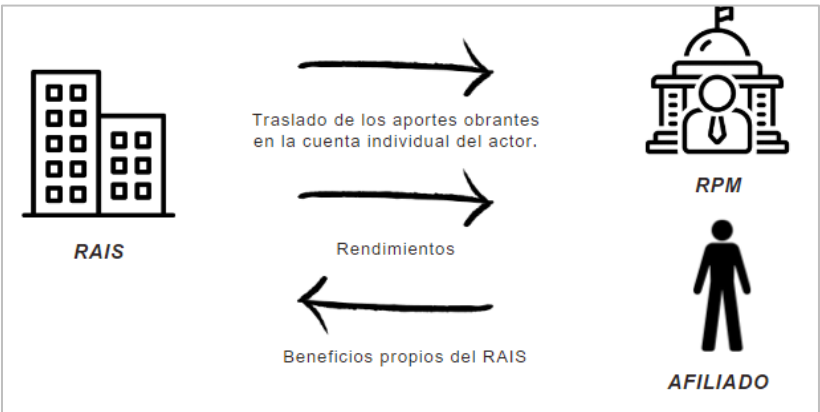 Traslado de los aportes obrantes
en la cuenta individual del actor.
RPM
RAIS
Rendimientos
Beneficios propios del RAIS
AFILIADO